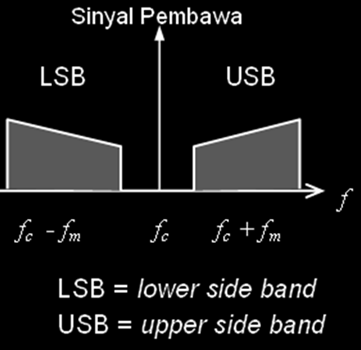 Sinyal Pembawa
LSB USB
f
fc -fm fc fc +fm
LSB = lower side band
USB = upper side band